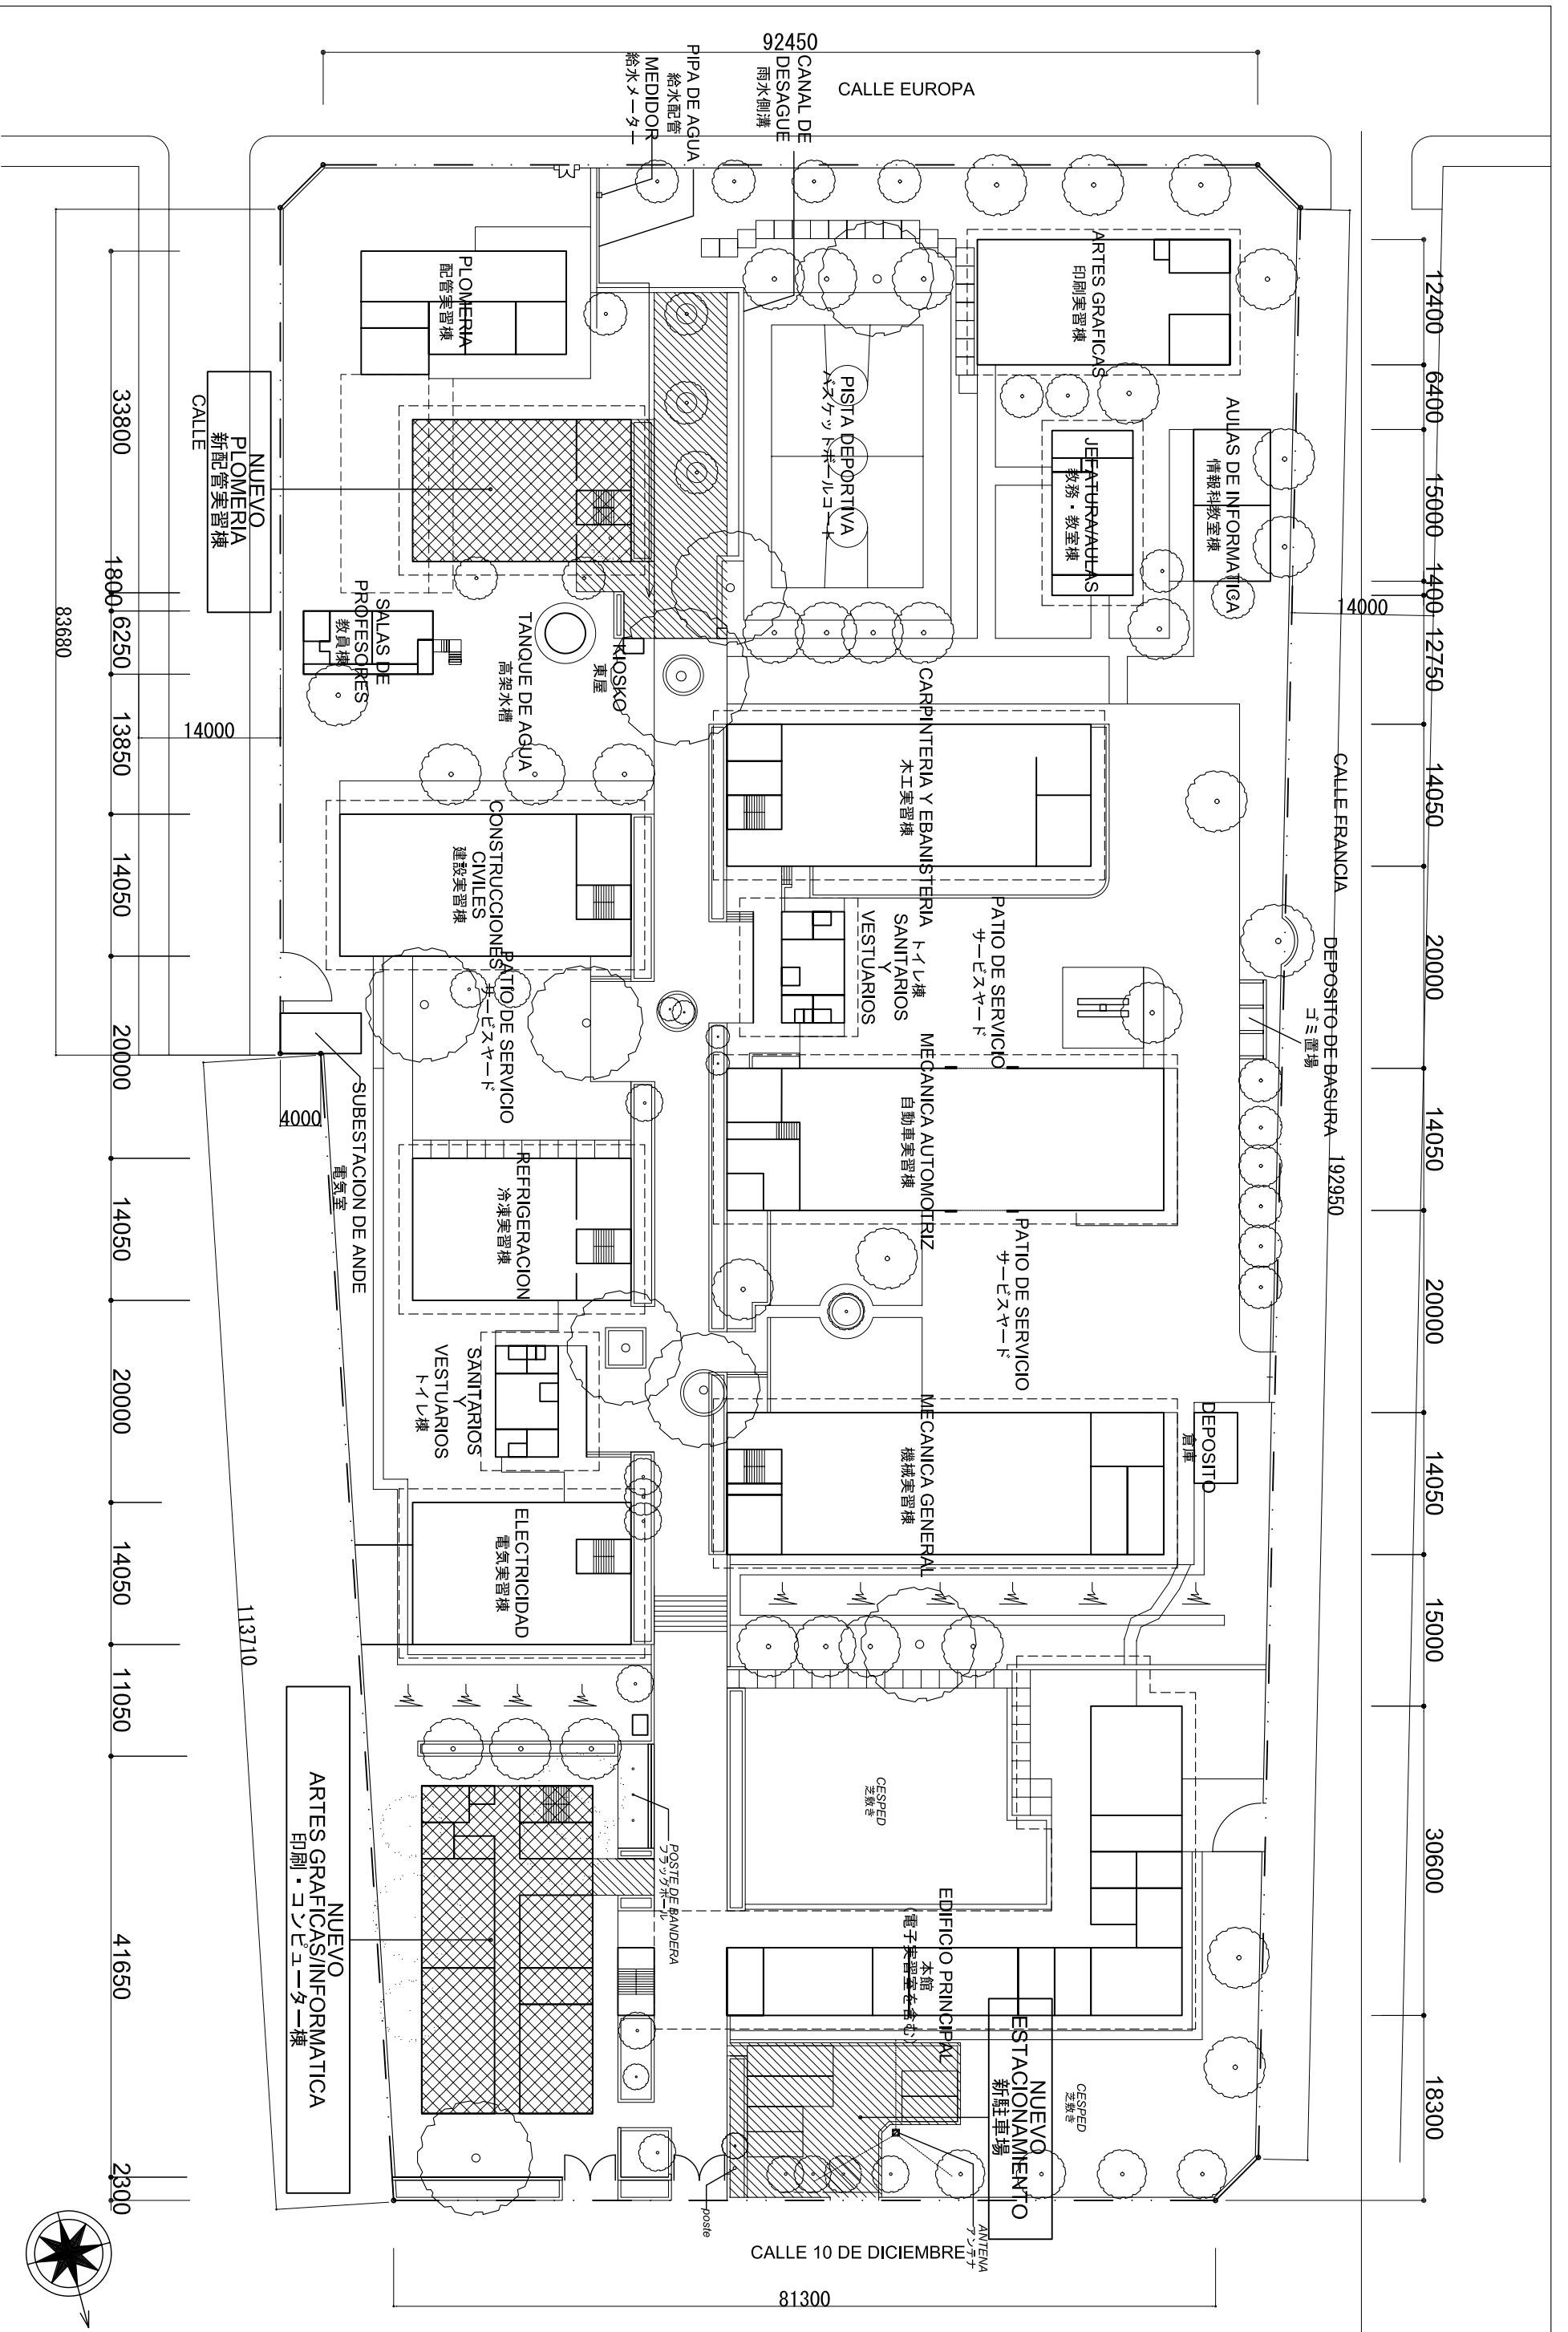 92450
CALLE EUROPA
CANAL DE
DESAGUE
雨水側溝
PIPA DE AGUA
給水配管
MEDIDOR
給水メーター
PLOMERIA
配管実習棟
NUEVO
PLOMERIA
新配管実習棟
CALLE
PISTA DEPORTIVA
バスケットボールコート
ARTES GRAFICAS
印刷実習棟
AULAS DE INFORMATICA
情報科教室棟
JEFATURA/AULAS
教務・教室棟
SALAS DE
PROFESORES
教員棟
TANQUE DE AGUA
高架水槽
KIOSKO
東屋
CARPINTERIA Y EBANISTERIA
木工実習棟
CONSTRUCCIONES
CIVILES
建設実習棟
PATIO DE SERVICIO
サービスヤード
SANITARIOS
Y
VESTUARIOS
トイレ棟
PATIO DE SERVICIO
サービスヤード
CALLE FRANCIA
DEPOSITO DE BASURA
ゴミ置場
SUBESTACION DE ANDE
電気室
MECANICA AUTOMOTRIZ
自動車実習棟
REFRIGERACION
冷凍実習棟
PATIO DE SERVICIO
サービスヤード
SANITARIOS
Y
VESTUARIOS
トイレ棟
MECANICA GENERAL
機械実習棟
DEPOSITO
倉庫
ELECTRICIDAD
電気実習棟
CESPED
芝敷き
POSTE DE BANDERA
フラッグポール
EDIFICIO PRINCIPAL
本館
(電子実習室を含む)
NUEVO
ARTES GRAFICAS/INFORMATICA
印刷・コンピューター棟
NUEVO
ESTACIONAMIENTO
新駐車場
CESPED
芝敷き
ANTENA
アンテナ
poste
CALLE 10 DE DICIEMBRE
81300
12400
6400
15000
1400
12750
14050
20000
14050
20000
14050
15000
30600
18300
14000
192950
33800
1800
6250
13850
14050
20000
14050
20000
14050
11050
41650
2300
83680
14000
4000
113710